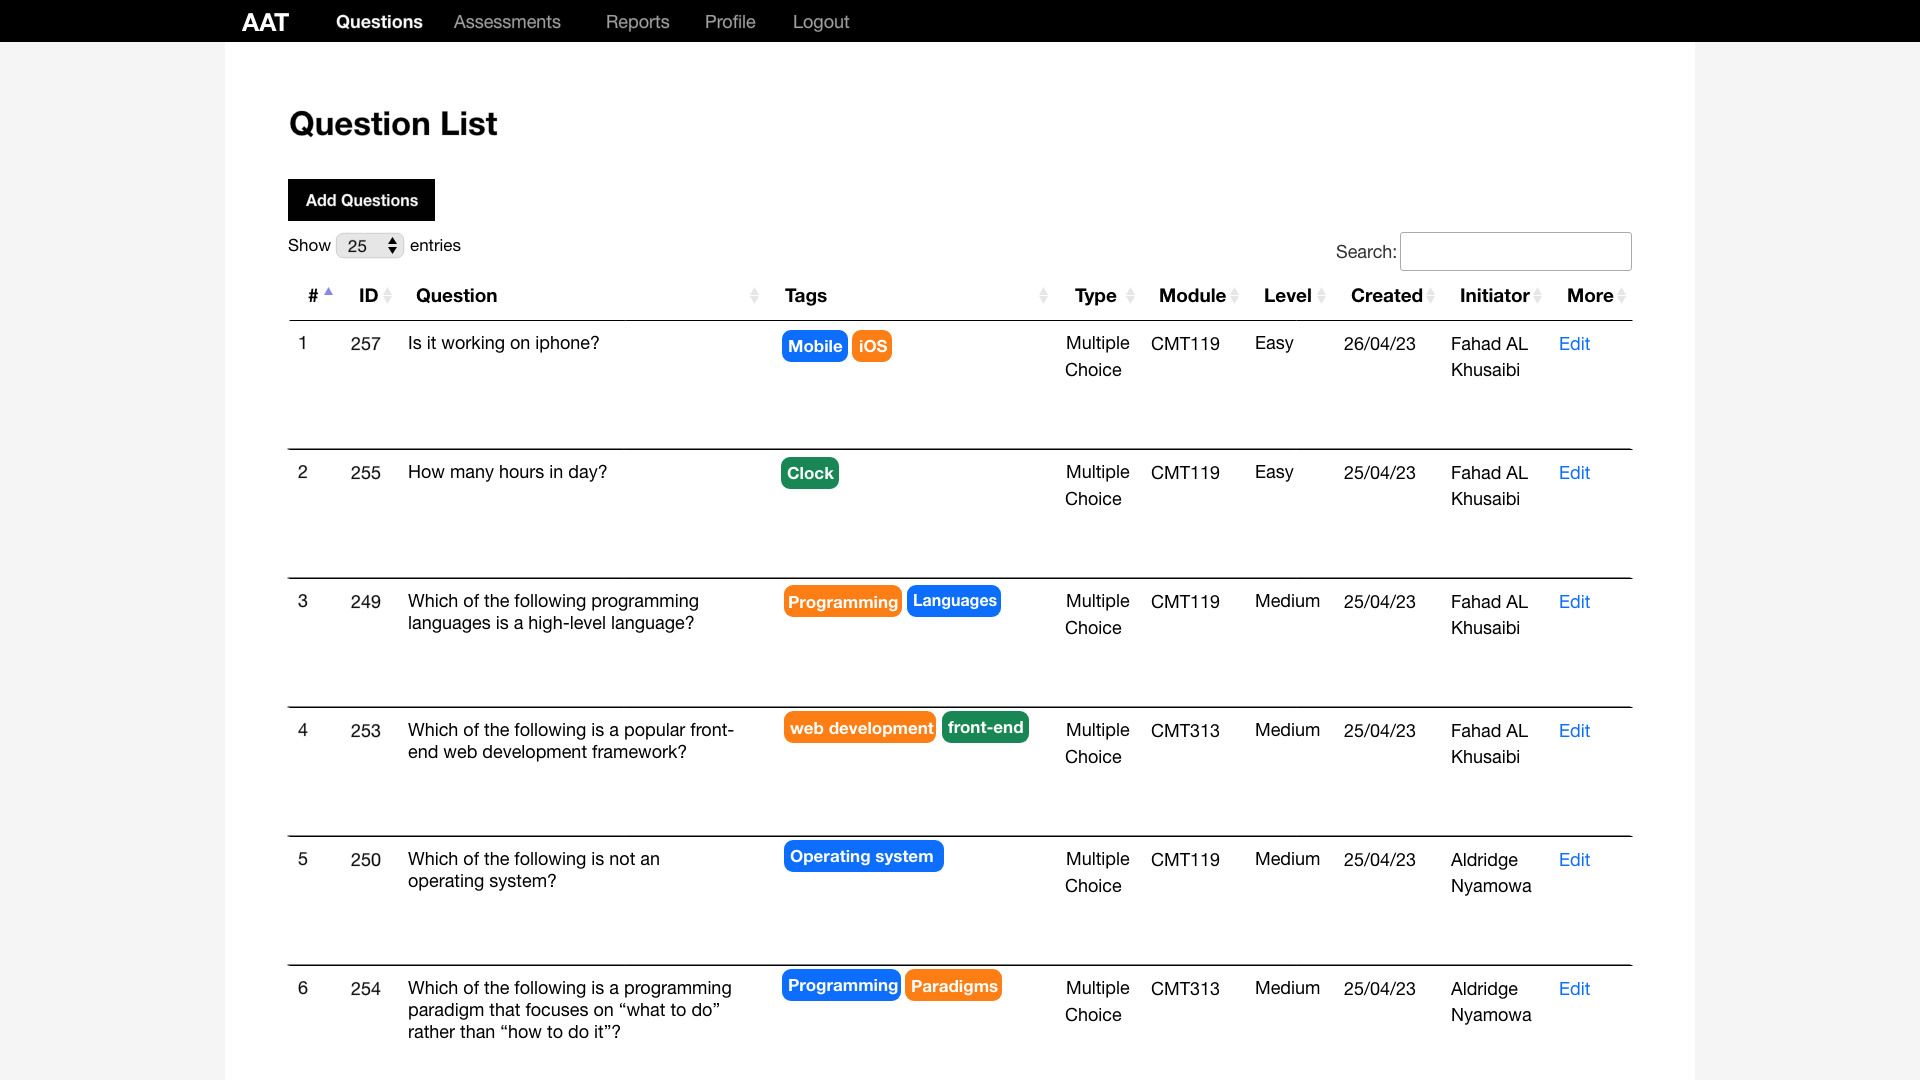 AAT Questions Assessments Reports Profile Logout
Question List
Add Questions
Show 25 entries
Search:
# ID Question Tags Type Module Level Created Initiator More
1 257 Is it working on iphone? Mobile iOS Multiple CMT119 Easy 26/04/23 Fahad AL Edit
Choice Khusaibi
2 255 How many hours in day? Clock Multiple CMT119 Easy 25/04/23 Fahad AL Edit
Choice Khusaibi
3 249 Which of the following programming Programming Languages Multiple CMT119 Medium 25/04/23 Fahad AL Edit
languages is a high-level language? Choice Khusaibi
4 253 Which of the following is a popular front- web development front-end Multiple CMT313 Medium 25/04/23 Fahad AL Edit
end web development framework? Choice Khusaibi
5 250 Which of the following is not an Operating system Multiple CMT119 Medium 25/04/23 Aldridge Edit
operating system? Choice Nyamowa
6 254 Which of the following is a programming Programming Paradigms Multiple CMT313 Medium 25/04/23 Aldridge Edit
paradigm that focuses on “what to do” Choice Nyamowa
rather than “how to do it”?